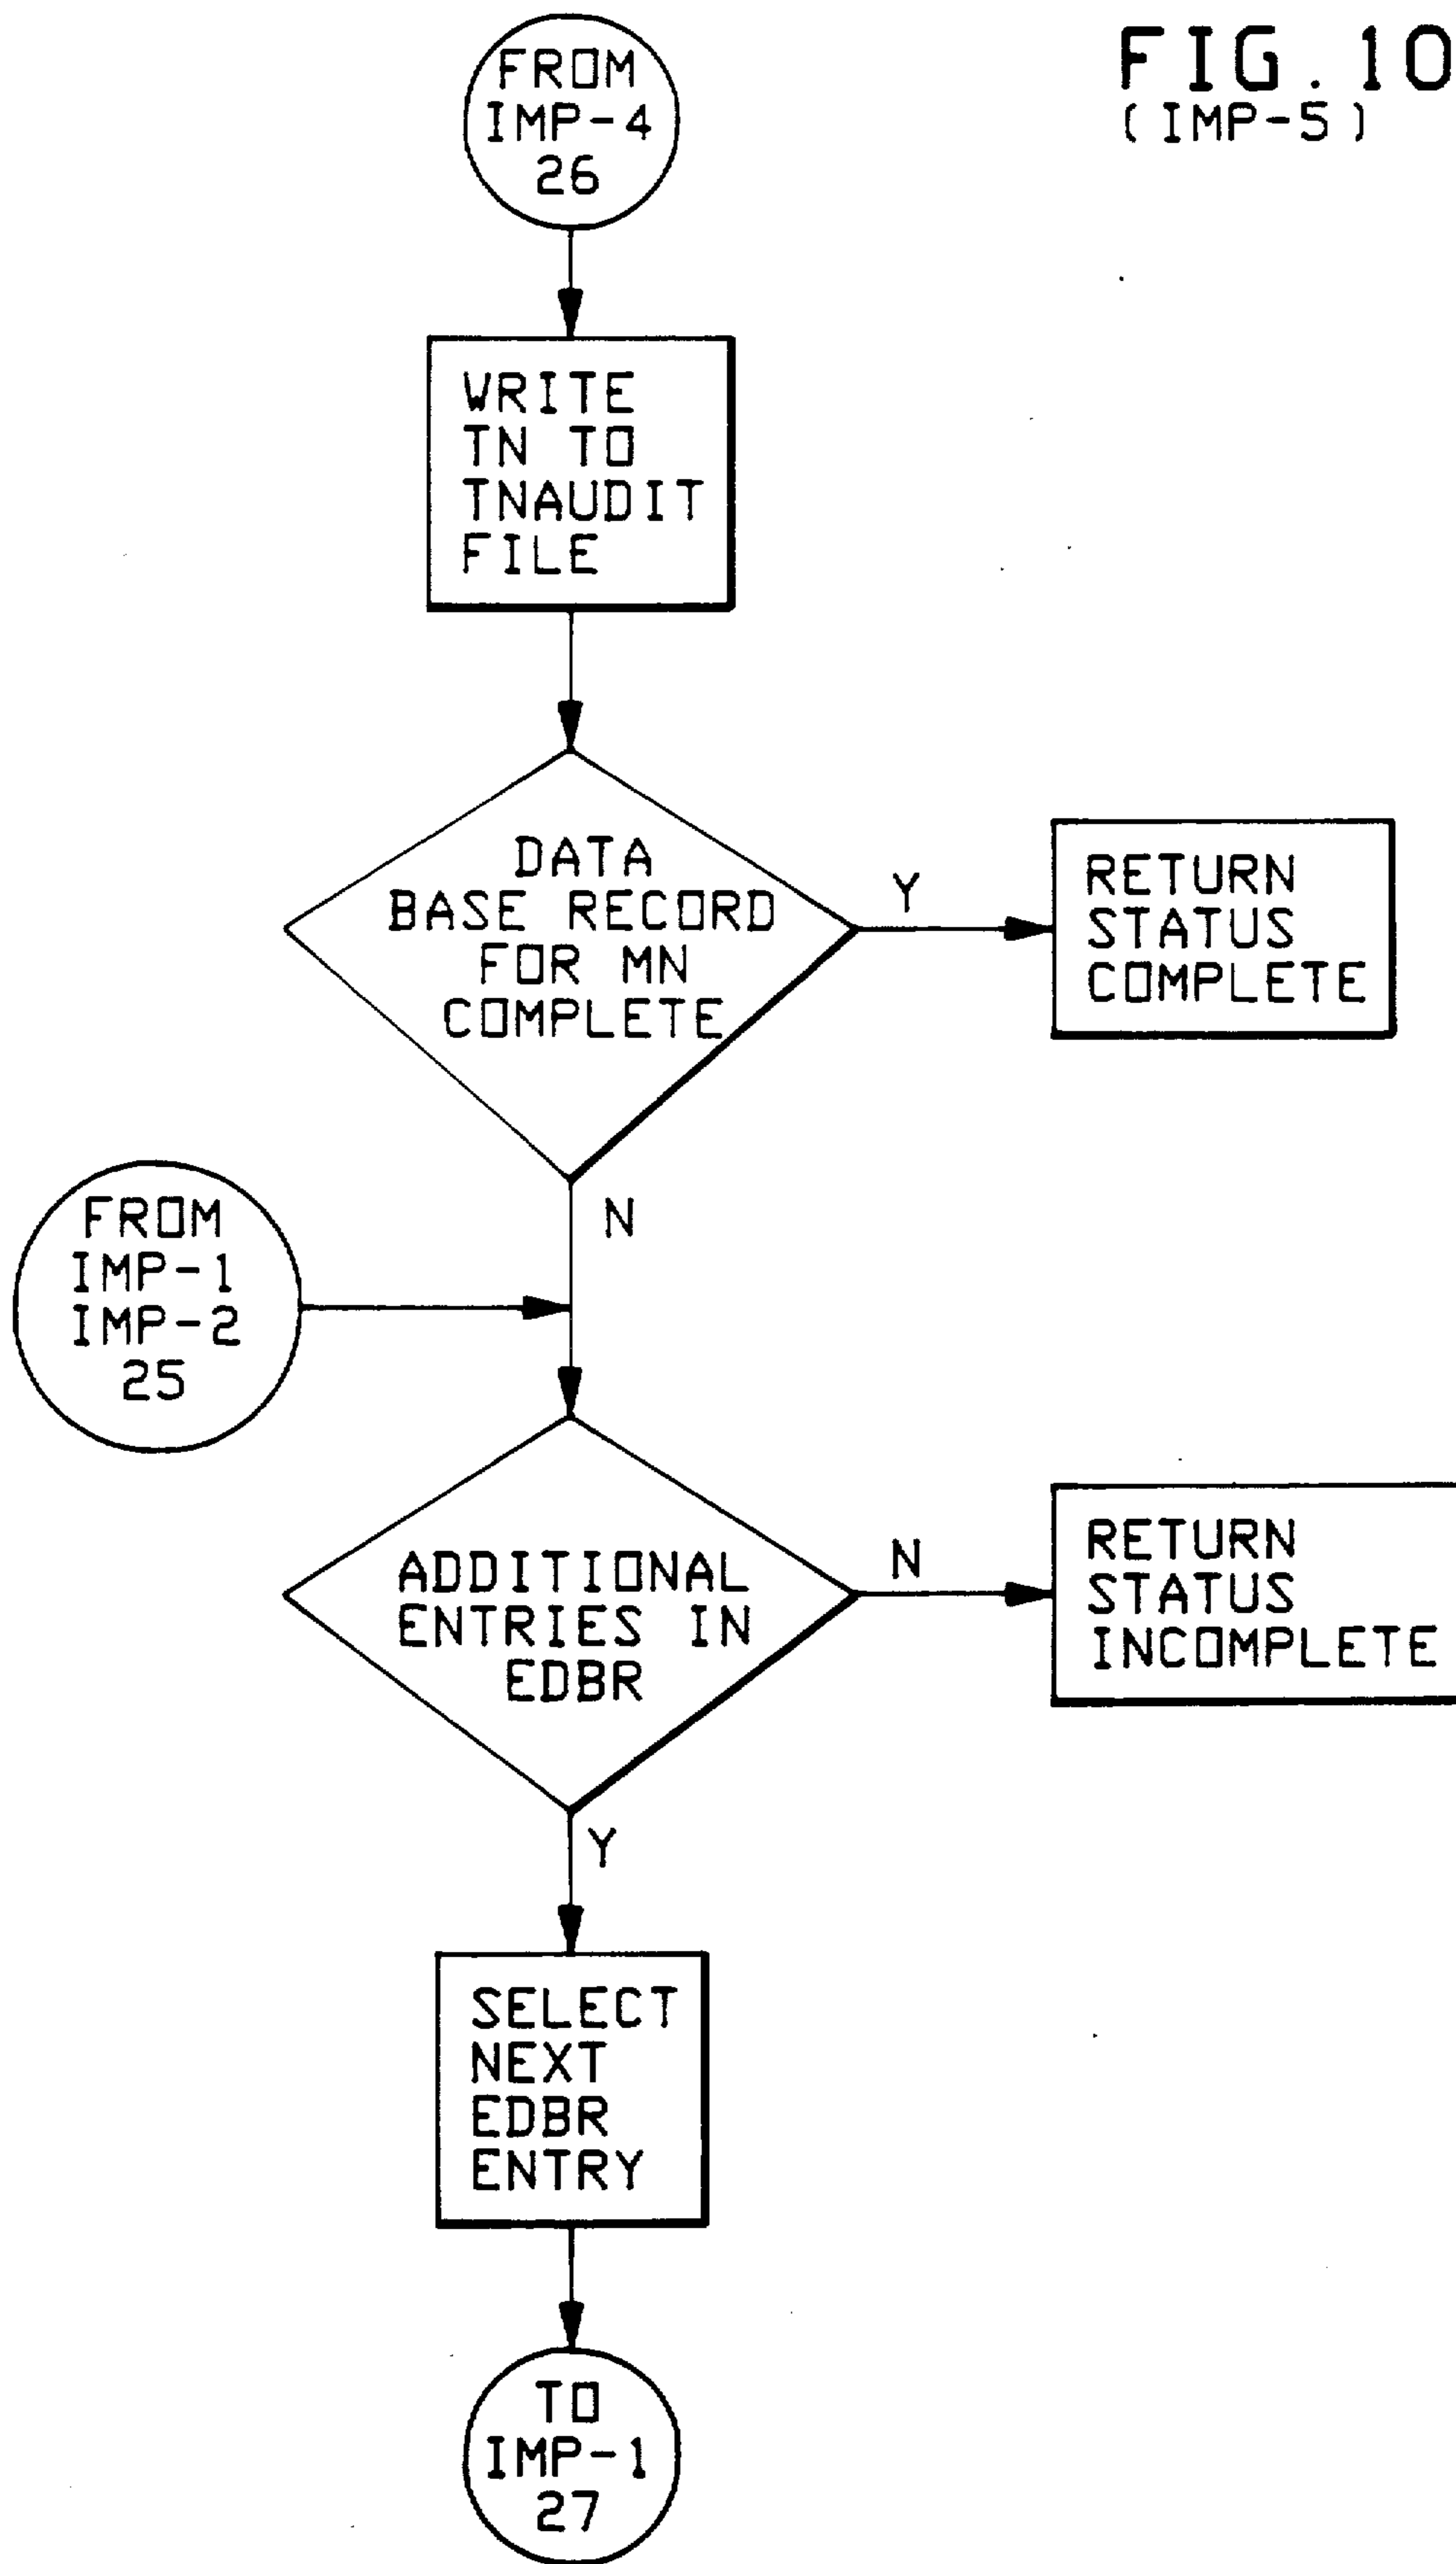 FIG. 10
(IMP-5)
FROM
IMP-4
26
WRITE
TN TO
TNAUDIT
FILE
DATA
BASE RECORD
FOR MN
COMPLETE
Y
RETURN
STATUS
COMPLETE
N
FROM
IMP-1
IMP-2
25
ADDITIONAL
ENTRIES IN
EDBR
N
RETURN
STATUS
INCOMPLETE
Y
SELECT
NEXT
EDBR
ENTRY
TO
IMP-1
27